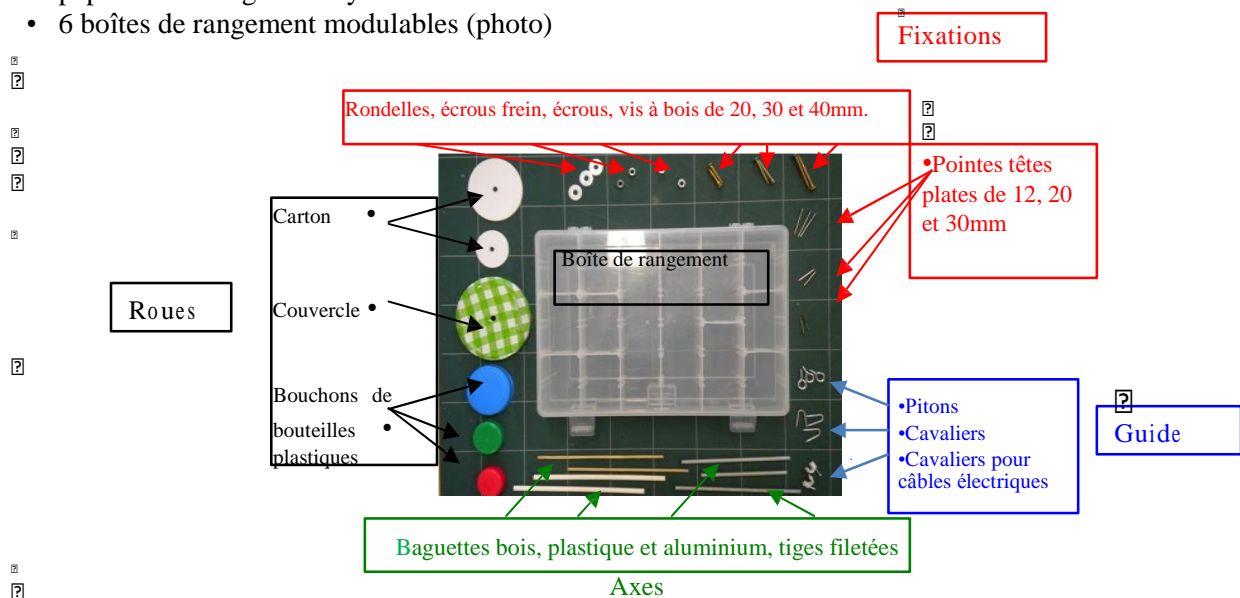 • 6 boîtes de rangement modulables (photo)
Fixations
Rondelles, écrous frein, écrous, vis à bois de 20, 30 et 40mm.
•Pointes têtes
plates de 12, 20
et 30mm
Carton •
Boîte de rangement
Roues
Couvercle •
Bouchons de
bouteilles •
plastiques
•Pitons
•Cavaliers
•Cavaliers pour
câbles électriques
Guide
Baguettes bois, plastique et aluminium, tiges filetées
Axes